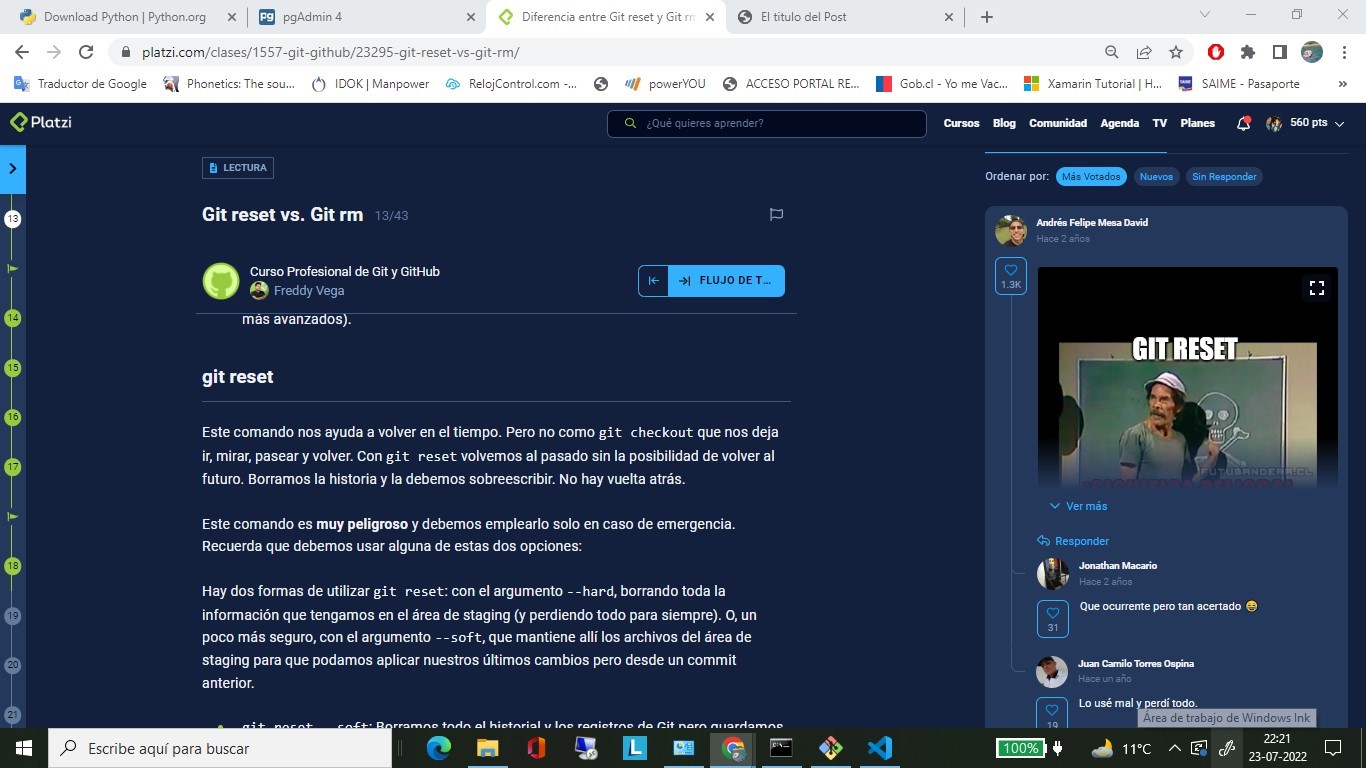 Download Python | Python.org
pgAdmin 4
Diferencia entre Git reset y Git rm
El titulo del Post
platzi.com/clases/1557-git-github/23295-git-reset-vs-git-rm/
Traductor de Google
Phonetics: The sou...
IDOK | Manpower
RelojControl.com -...
powerYOU
ACCESO PORTAL RE...
Gob.cl - Yo me Vac...
Xamarin Tutorial | H...
SAIME - Pasaporte
»
Platzi
¿Qué quieres aprender?
Cursos Blog Comunidad Agenda TV Planes
560 pts
13
14
15
16
17
18
19
20
21
LECTURA
Git reset vs. Git rm 13/43
Curso Profesional de Git y GitHub
Freddy Vega
FLUJO DE T...
más avanzados).
git reset
Este comando nos ayuda a volver en el tiempo. Pero no como git checkout que nos deja
ir, mirar, pasear y volver. Con git reset volvemos al pasado sin la posibilidad de volver al
futuro. Borramos la historia y la debemos sobreescribir. No hay vuelta atrás.
Este comando es muy peligroso y debemos emplearlo solo en caso de emergencia.
Recuerda que debemos usar alguna de estas dos opciones:
Hay dos formas de utilizar git reset: con el argumento --hard, borrando toda la
información que tengamos en el área de staging (y perdiendo todo para siempre). O, un
poco más seguro, con el argumento --soft, que mantiene allí los archivos del área de
staging para que podamos aplicar nuestros últimos cambios pero desde un commit
anterior.
git reset --soft: Borramos todo el historial y los registros de Git pero guardamos
Ordenar por: Más Votados Nuevos Sin Responder
Andrés Felipe Mesa David
Hace 2 años
1.3K
GIT RESET
FUTUBANDERA.CL
Ver más
Responder
Jonathan Macario
Hace 2 años
Que ocurrente pero tan acertado 😄
31
Juan Camilo Torres Ospina
Hace un año
Lo usé mal y perdí todo.
19
Área de trabajo de Windows Ink
Escribe aquí para buscar
L
100%
11°C
22:21
23-07-2022